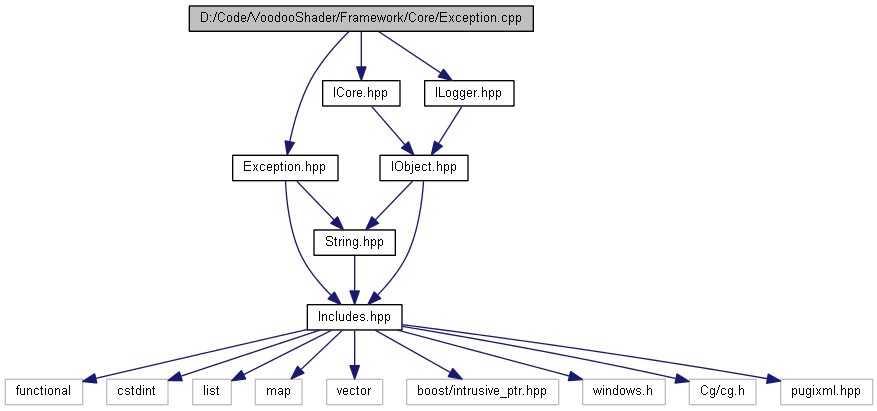 D:/Code/VoodooShader/Framework/Core/Exception.cpp
ICore.hpp
ILogger.hpp
Exception.hpp
IObject.hpp
String.hpp
Includes.hpp
functional
cstdint
list
map
vector
boost/intrusive_ptr.hpp
windows.h
Cg/cg.h
pugixml.hpp